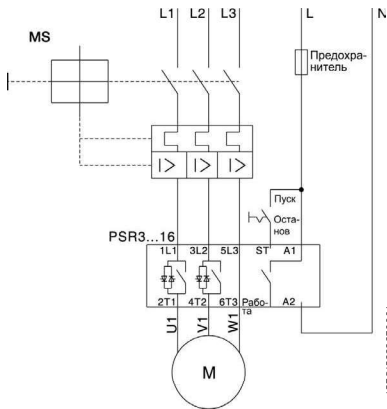 L1 L2 L3 L N
MS
Предохра-
нитель
Пуск
Оста-
нов
PSR3...16
1L1 3L2 5L3 ST A1
2T1 4T2 6T3 Рабо-
та
A2
U1 V1 W1
M